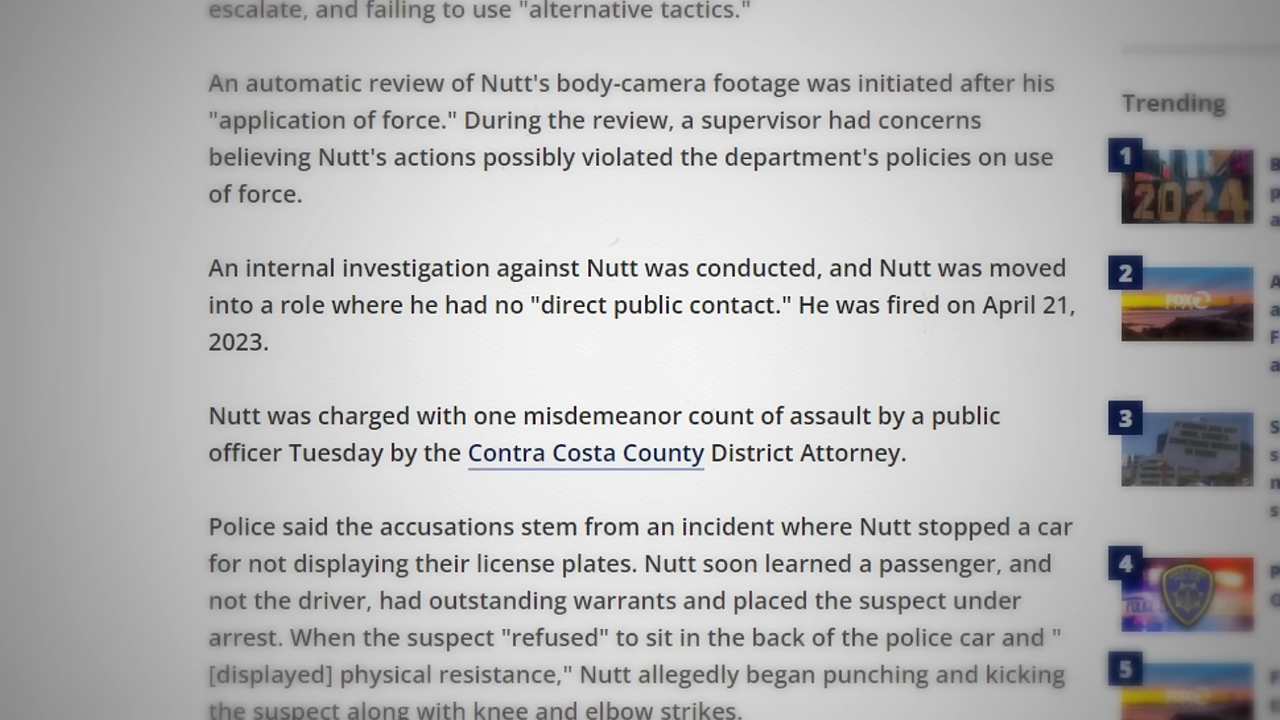 escalate, and failing to use "alternative tactics."
An automatic review of Nutt's body-camera footage was initiated after his
"application of force." During the review, a supervisor had concerns
believing Nutt's actions possibly violated the department's policies on use
of force.
An internal investigation against Nutt was conducted, and Nutt was moved
into a role where he had no "direct public contact." He was fired on April 21,
2023.
Nutt was charged with one misdemeanor count of assault by a public
officer Tuesday by the Contra Costa County District Attorney.
Police said the accusations stem from an incident where Nutt stopped a car
for not displaying their license plates. Nutt soon learned a passenger, and
not the driver, had outstanding warrants and placed the suspect under
arrest. When the suspect "refused" to sit in the back of the police car and "
[displayed] physical resistance," Nutt allegedly began punching and kicking
the suspect along with knee and elbow strikes.
Trending
1
2024
2
FOX 2
3
4
POLICE
5
FOX 2